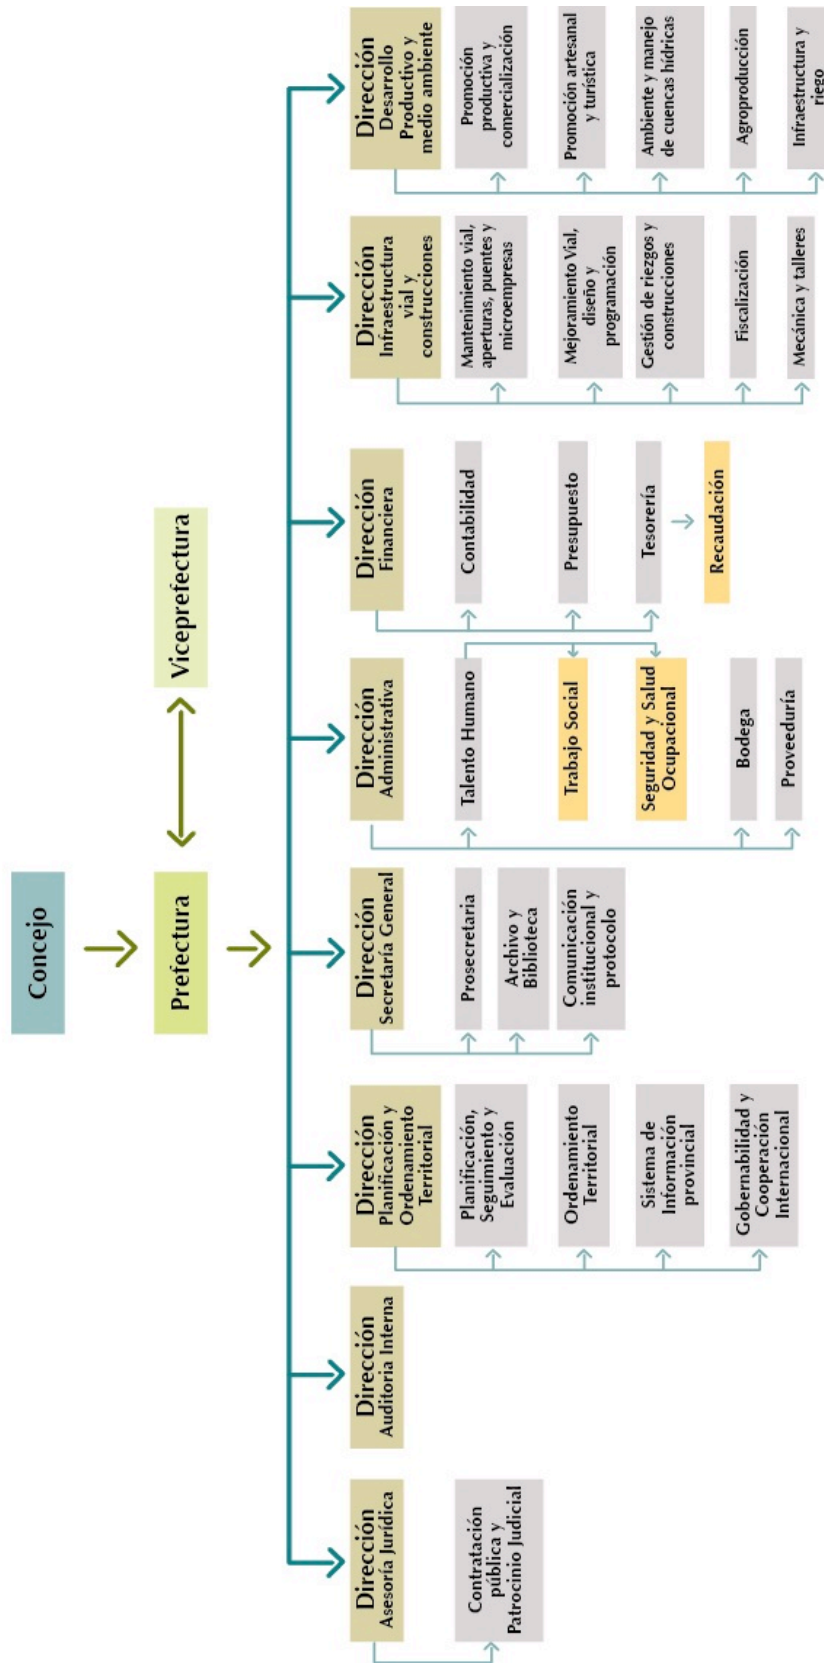 Concejo
Prefectura
Viceprefectura
Dirección
Asesoría Jurídica
Contratación
pública y
Patrocinio Judicial
Dirección
Auditoria Interna
Dirección
Planificación y
Ordenamiento
Territorial
Planificación,
Seguimiento y
Evaluación
Ordenamiento
Territorial
Sistema de
Información
provincial
Gobernabilidad y
Cooperación
Internacional
Dirección
Secretaría General
Prosecretaria
Archivo y
Biblioteca
Comunicación
institucional y
protocolo
Dirección
Administrativa
Talento Humano
Trabajo Social
Seguridad y Salud
Ocupacional
Bodega
Proveeduría
Dirección
Financiera
Contabilidad
Presupuesto
Tesorería
Recaudación
Dirección
Infraestructura
vial y
construcciones
Mantenimiento vial,
aperturas, puentes y
microempresas
Mejoramiento Vial,
diseño y
programación
Gestión de riezgos y
construcciones
Fiscalización
Mecánica y talleres
Dirección
Desarrollo
Productivo y
medio ambiente
Promoción
productiva y
comercialización
Promoción artesanal
y turística
Ambiente y manejo
de cuencas hídricas
Agroproducción
Infraestructura y
riego